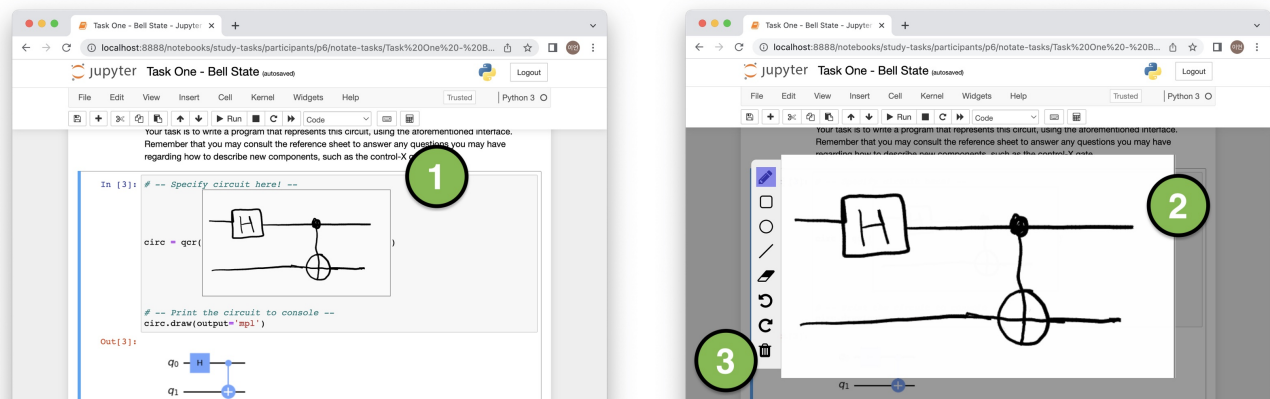 Task One - Bell State - Jupyter
localhost:8888/notebooks/study-tasks/participants/p6/notate-tasks/Task%20One%20-%20B...
jupyter Task One - Bell State (autosaved)
Logout
File Edit View Insert Cell Kernel Widgets Help
Trusted
Python 3
Run
Code
Your task is to write a program that represents this circuit, using the aforementioned interface.
Remember that you may consult the reference sheet to answer any questions you may have
regarding how to describe new components, such as the control-X
1
In [3]: # -- Specify circuit here! --
H
circ = qcr( )
# -- Print the circuit to console --
circ.draw(output='mpl')
Out[3]:
q0 H
q1
Task One - Bell State - Jupyter
localhost:8888/notebooks/study-tasks/participants/p6/notate-tasks/Task%20One%20-%20B...
jupyter Task One - Bell State (autosaved)
Logout
File Edit View Insert Cell Kernel Widgets Help
Trusted
Python 3
Run
Code
Your task is to write a program that represents this circuit, using the aforementioned interface.
Remember that you may consult the reference sheet to answer any questions you may have
regarding how to describe new components, such as the control-X gate.
2
H
3
q1